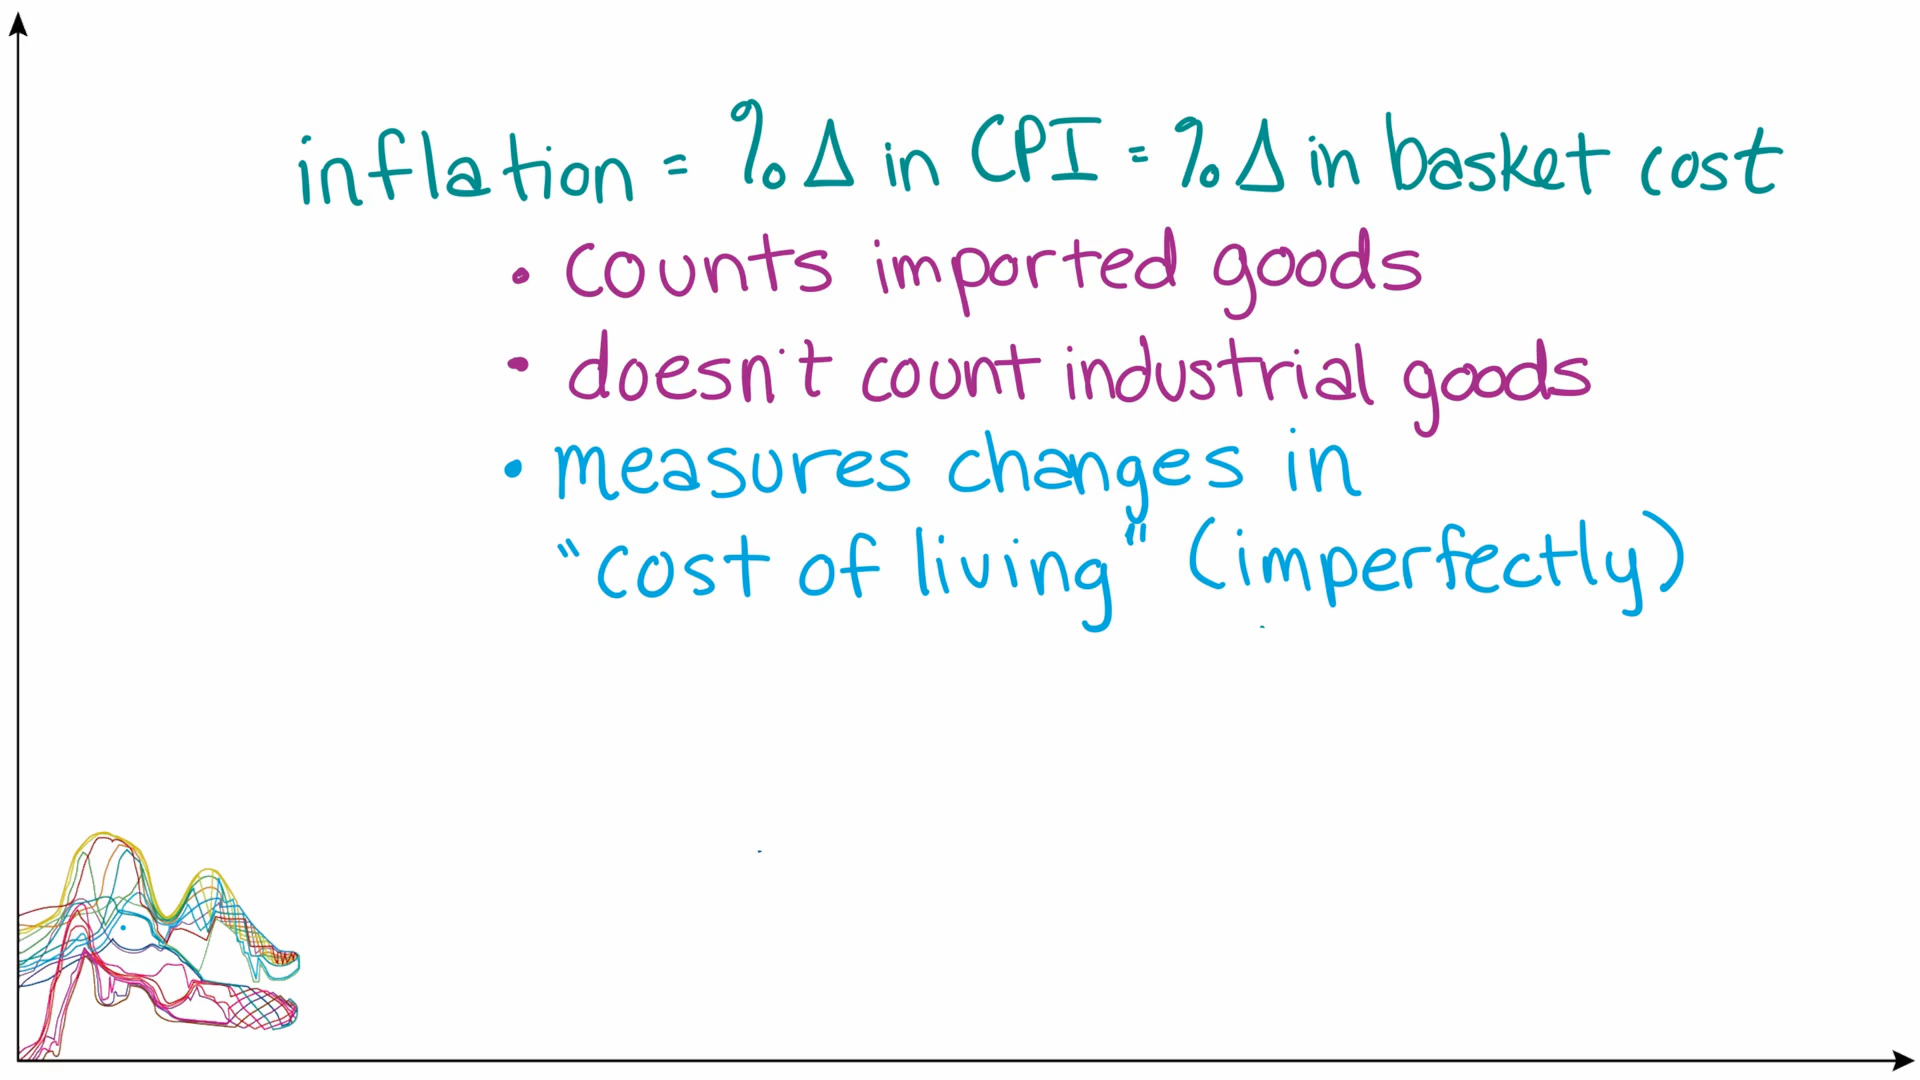 inflation = %Δ in CPI = %Δ in basket cost
• counts imported goods
• doesn't count industrial goods
• measures changes in
"cost of living" (imperfectly)